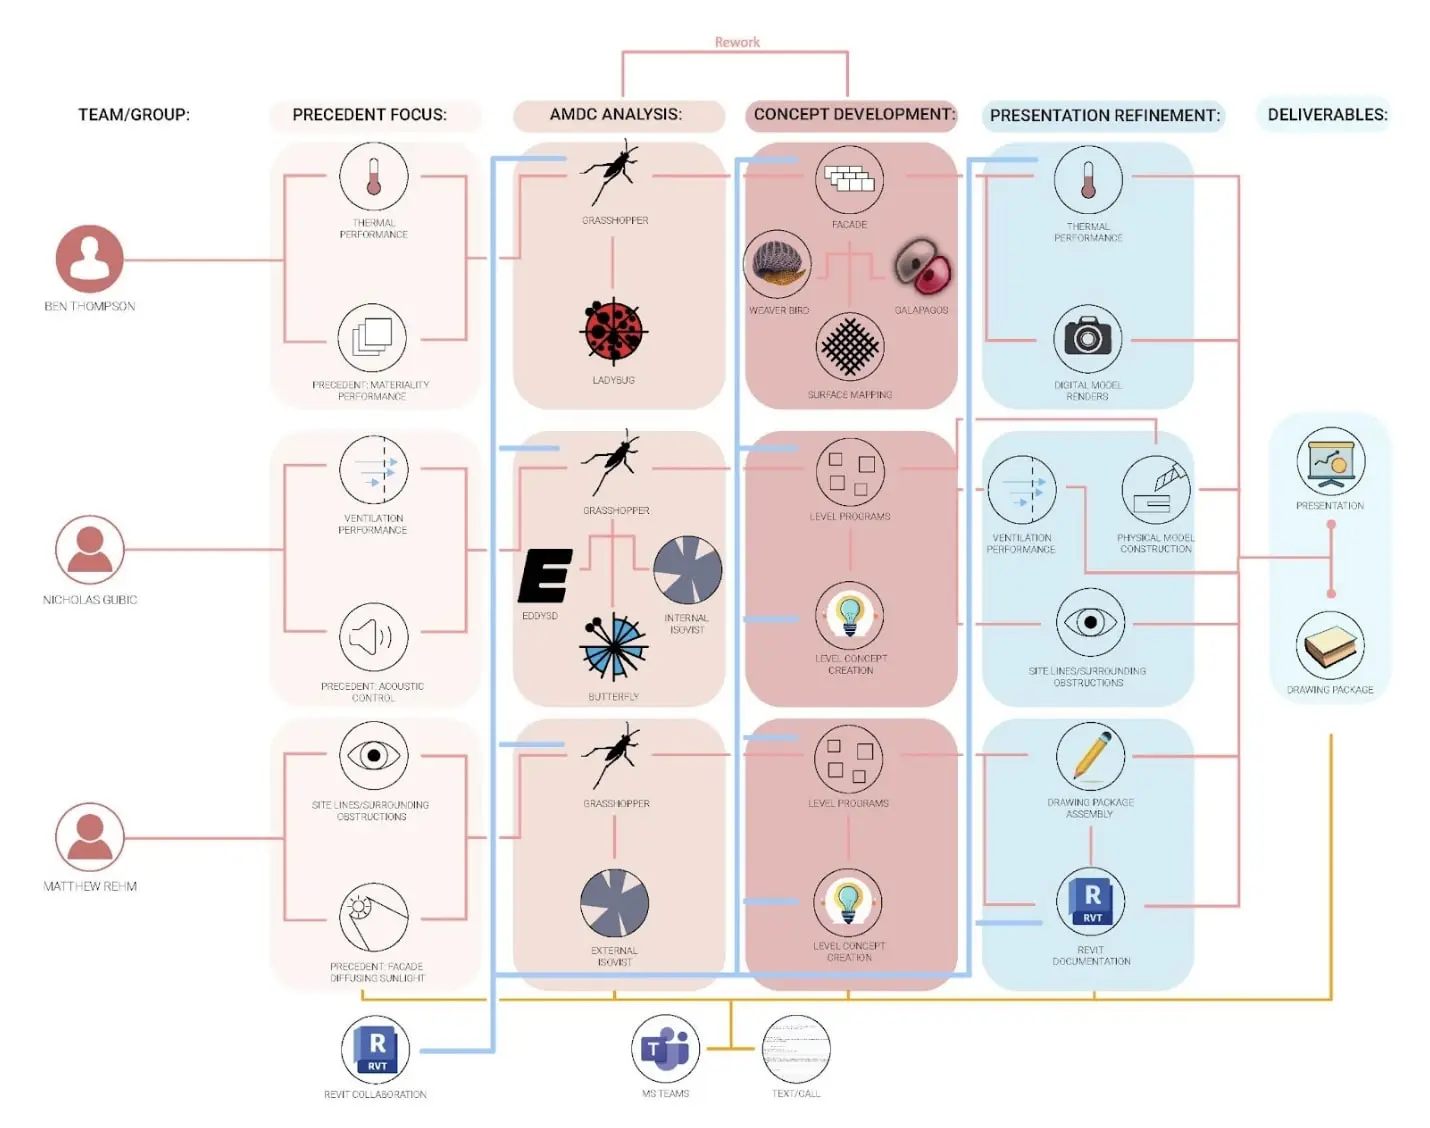 Rework
TEAM/GROUP:
PRECEDENT FOCUS:
AMDC ANALYSIS:
CONCEPT DEVELOPMENT:
PRESENTATION REFINEMENT:
DELIVERABLES:
BEN THOMPSON
THERMAL
PERFORMANCE
PRECEDENT: MATERIALITY
PERFORMANCE
GRASSHOPPER
LADYBUG
FACADE
WEAVER BIRD
GALAPAGOS
SURFACE MAPPING
THERMAL
PERFORMANCE
DIGITAL MODEL
RENDERS
NICHOLAS GUBIC
VENTILATION
PERFORMANCE
PRECEDENT: ACOUSTIC
CONTROL
GRASSHOPPER
E
EDDY3D
INTERNAL
ISOVIST
BUTTERFLY
LEVEL PROGRAMS
LEVEL CONCEPT
CREATION
VENTILATION
PERFORMANCE
PHYSICAL MODEL
CONSTRUCTION
SITE LINES/SURROUNDING
OBSTRUCTIONS
PRESENTATION
DRAWING PACKAGE
MATTHEW REHM
SITE LINES/SURROUNDING
OBSTRUCTIONS
PRECEDENT: FACADE
DIFFUSING SUNLIGHT
GRASSHOPPER
EXTERNAL
ISOVIST
LEVEL PROGRAMS
LEVEL CONCEPT
CREATION
DRAWING PACKAGE
ASSEMBLY
R
RVT
REVIT
DOCUMENTATION
R
RVT
REVIT COLLABORATION
T
MS TEAMS
TEXT/CALL